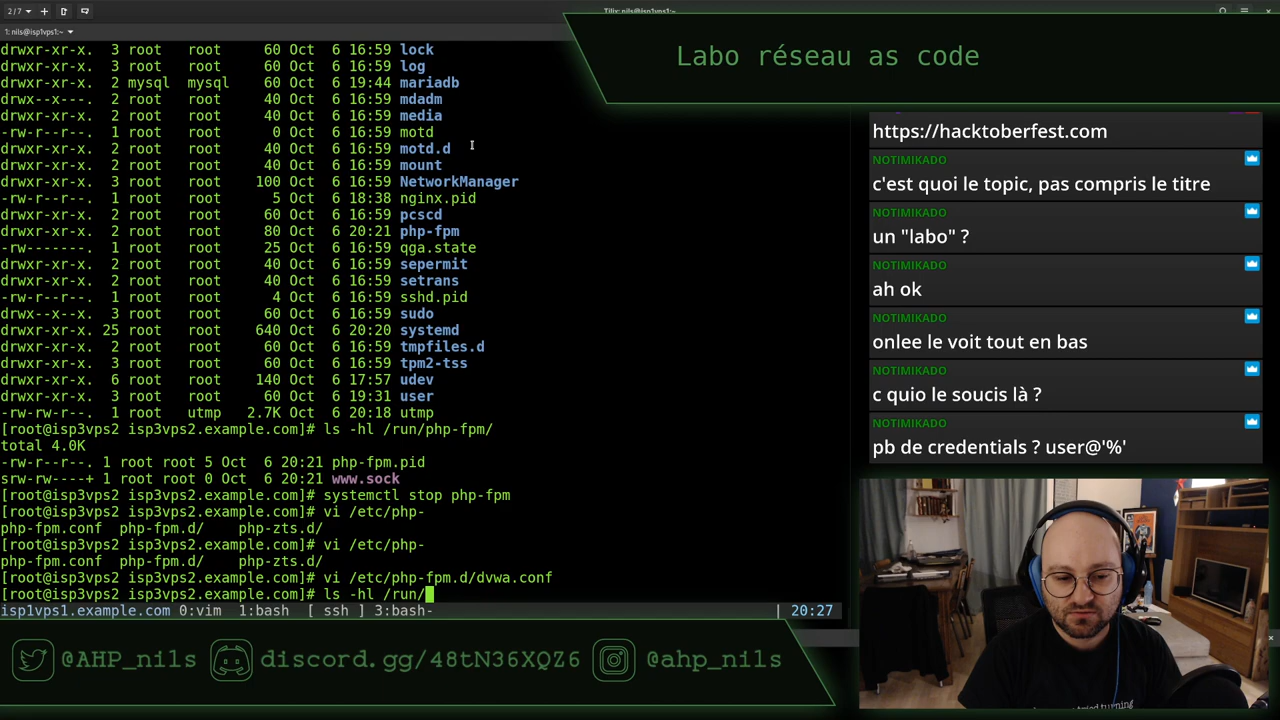 2/7
Tilix: nils@isp1vps1:~
1: nils@isp1vps1:~
Labo réseau as code
drwxr-xr-x. 3 root root 60 Oct 6 16:59 lock
drwxr-xr-x. 3 root root 60 Oct 6 16:59 log
drwxr-xr-x. 2 mysql mysql 60 Oct 6 19:44 mariadb
drwx--x---. 2 root root 40 Oct 6 16:59 mdadm
drwxr-xr-x. 2 root root 40 Oct 6 16:59 media
-rw-r--r--. 1 root root 0 Oct 6 16:59 motd
drwxr-xr-x. 2 root root 40 Oct 6 16:59 motd.d
drwxr-xr-x. 2 root root 40 Oct 6 16:59 mount
drwxr-xr-x. 3 root root 100 Oct 6 16:59 NetworkManager
-rw-r--r--. 1 root root 5 Oct 6 18:38 nginx.pid
drwxr-xr-x. 2 root root 60 Oct 6 16:59 pcscd
drwxr-xr-x. 2 root root 80 Oct 6 20:21 php-fpm
-rw-------. 1 root root 25 Oct 6 16:59 qga.state
drwxr-xr-x. 2 root root 40 Oct 6 16:59 sepermit
drwxr-xr-x. 2 root root 40 Oct 6 16:59 setrans
-rw-r--r--. 1 root root 4 Oct 6 16:59 sshd.pid
drwx--x--x. 3 root root 60 Oct 6 16:59 sudo
drwxr-xr-x. 25 root root 640 Oct 6 20:20 systemd
drwxr-xr-x. 2 root root 60 Oct 6 16:59 tmpfiles.d
drwxr-xr-x. 3 root root 60 Oct 6 16:59 tpm2-tss
drwxr-xr-x. 6 root root 140 Oct 6 17:57 udev
drwxr-xr-x. 3 root root 60 Oct 6 19:31 user
-rw-rw-r--. 1 root utmp 2.7K Oct 6 20:18 utmp
[root@isp3vps2 isp3vps2.example.com]# ls -hl /run/php-fpm/
total 4.0K
-rw-r--r--. 1 root root 5 Oct 6 20:21 php-fpm.pid
srw-rw----+ 1 root root 0 Oct 6 20:21 www.sock
[root@isp3vps2 isp3vps2.example.com]# systemctl stop php-fpm
[root@isp3vps2 isp3vps2.example.com]# vi /etc/php-
php-fpm.conf php-fpm.d/ php-zts.d/
[root@isp3vps2 isp3vps2.example.com]# vi /etc/php-
php-fpm.conf php-fpm.d/ php-zts.d/
[root@isp3vps2 isp3vps2.example.com]# vi /etc/php-fpm.d/dvwa.conf
[root@isp3vps2 isp3vps2.example.com]# ls -hl /run/
isp1vps1.example.com 0:vim 1:bash [ ssh ] 3:bash- | 20:27
https://hacktoberfest.com
NOTIMIKADO
c'est quoi le topic, pas compris le titre
NOTIMIKADO
un "labo" ?
NOTIMIKADO
ah ok
NOTIMIKADO
onlee le voit tout en bas
NOTIMIKADO
c quio le soucis là ?
NOTIMIKADO
pb de credentials ? user@'%'
@AHP_nils discord.gg/48tN36XQZ6 @ahp_nils